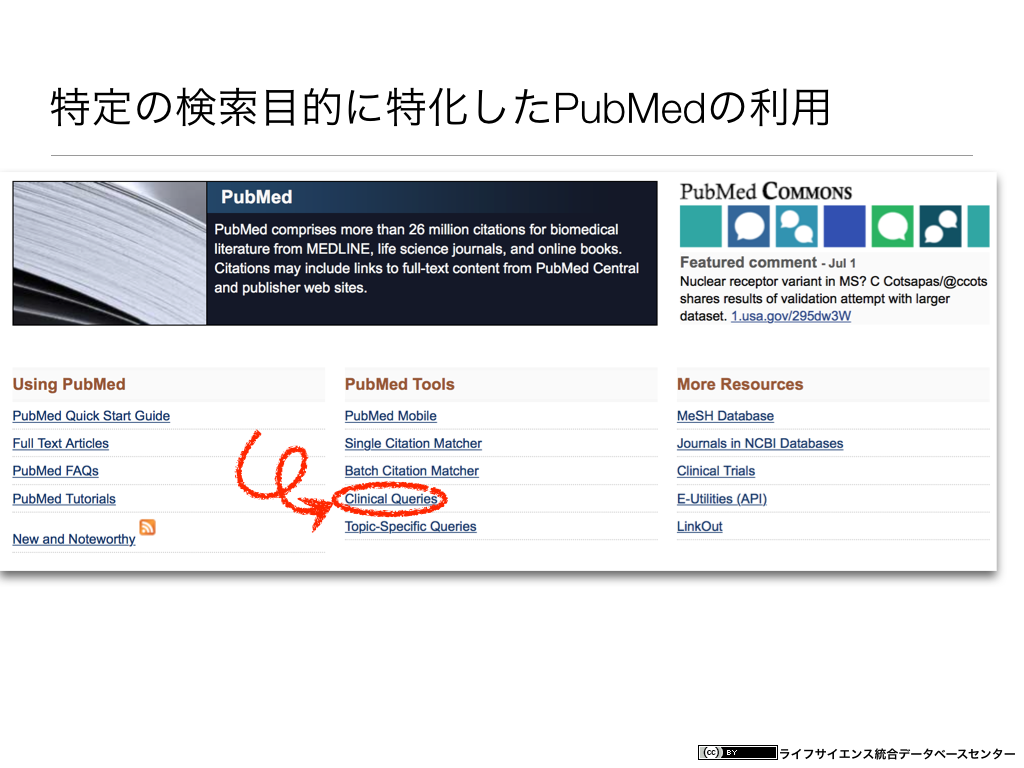 特定の検索目的に特化したPubMedの利用
PubMed
PubMed comprises more than 26 million citations for biomedical
literature from MEDLINE, life science journals, and online books.
Citations may include links to full-text content from PubMed Central
and publisher web sites.
PubMed COMMONS
Featured comment - Jul 1
Nuclear receptor variant in MS? C Cotsapas/@ccots
shares results of validation attempt with larger
dataset. 1.usa.gov/295dw3W
Using PubMed
PubMed Quick Start Guide
Full Text Articles
PubMed FAQs
PubMed Tutorials
New and Noteworthy
PubMed Tools
PubMed Mobile
Single Citation Matcher
Batch Citation Matcher
Clinical Queries
Topic-Specific Queries
More Resources
MeSH Database
Journals in NCBI Databases
Clinical Trials
E-Utilities (API)
LinkOut
(cc) BY ライフサイエンス統合データベースセンター